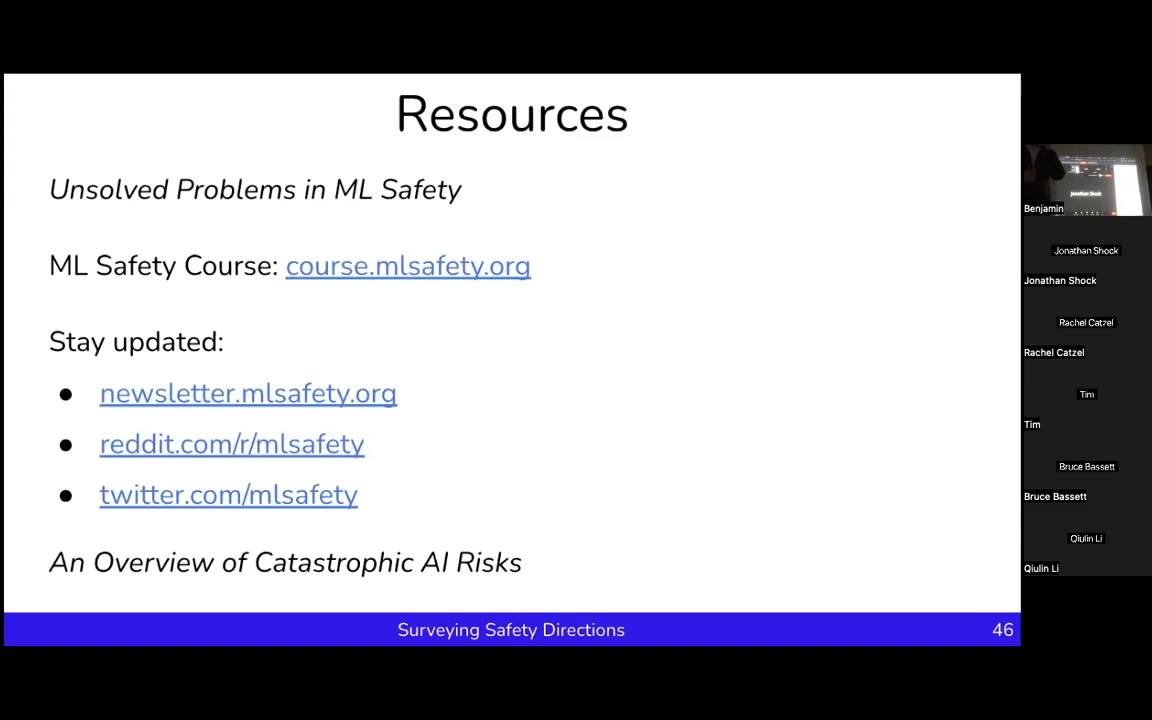 Resources
Unsolved Problems in ML Safety
ML Safety Course: course.mlsafety.org
Stay updated:
● newsletter.mlsafety.org
● reddit.com/r/mlsafety
● twitter.com/mlsafety
An Overview of Catastrophic AI Risks
Surveying Safety Directions
46
Jonathan Shock
Benjamin
Jonathan Shock
Jonathan Shock
Rachel Catzel
Rachel Catzel
Tim
Tim
Bruce Bassett
Bruce Bassett
Qiulin Li
Qiulin Li